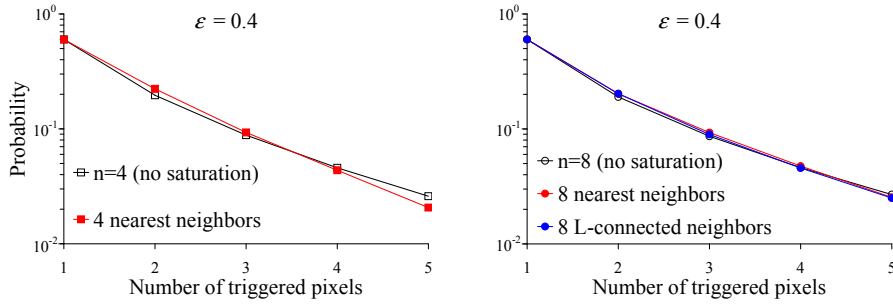 ε = 0.4
10⁰
10⁻¹
10⁻²
Probability
n=4 (no saturation)
4 nearest neighbors
1 2 3 4 5
Number of triggered pixels
ε = 0.4
10⁰
10⁻¹
10⁻²
n=8 (no saturation)
8 nearest neighbors
8 L-connected neighbors
1 2 3 4 5
Number of triggered pixels